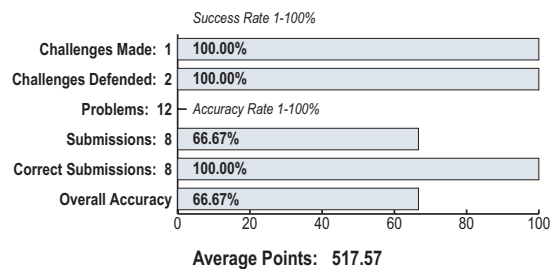 Success Rate 1-100%
Challenges Made: 1 100.00%
Challenges Defended: 2 100.00%
Problems: 12 Accuracy Rate 1-100%
Submissions: 8 66.67%
Correct Submissions: 8 100.00%
Overall Accuracy 66.67%
0 20 40 60 80 100
Average Points: 517.57